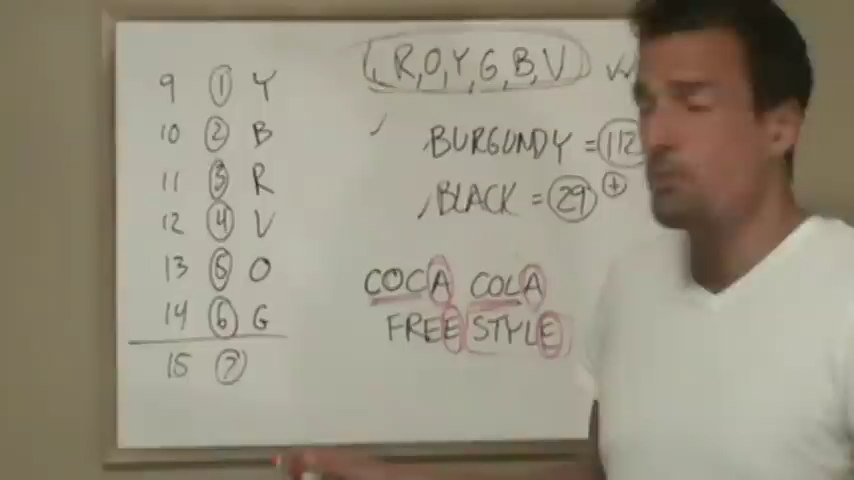 , R, O, Y, G, B, V ✓✓
9 1 Y
10 2 B
11 3 R
12 4 V
13 5 O
14 6 G
15 7
, BURGUNDY = 112
, BLACK = 29 +
COCA COLA
FREE STYLE